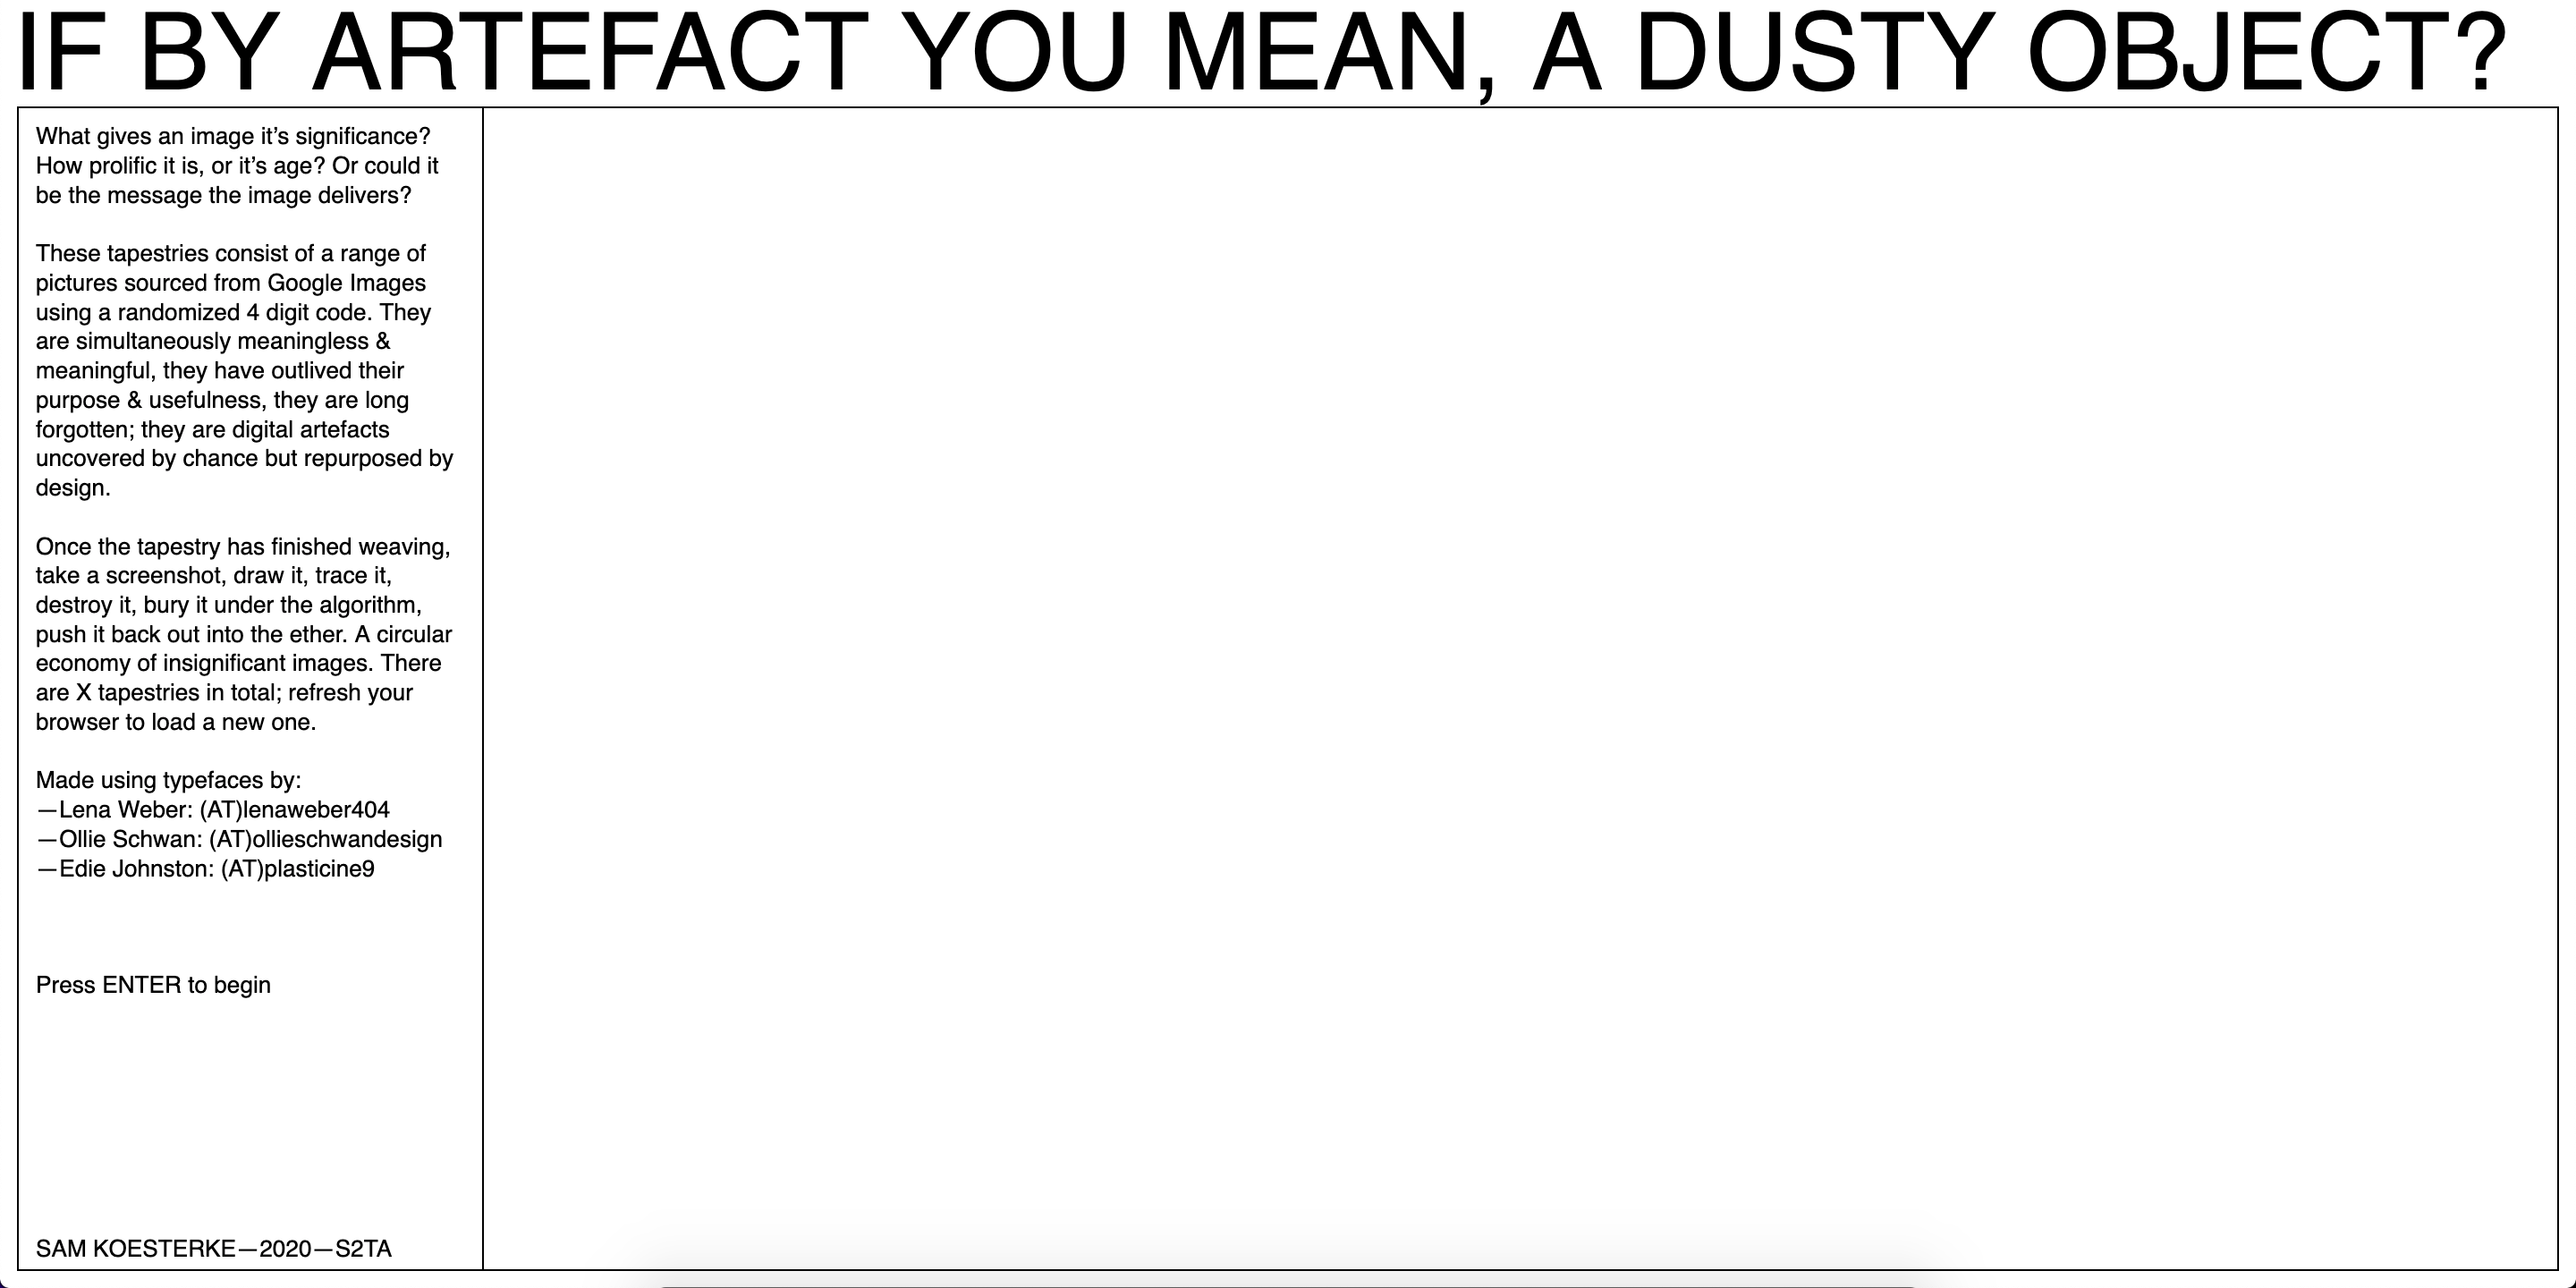 IF BY ARTEFACT YOU MEAN, A DUSTY OBJECT?
What gives an image it’s significance?
How prolific it is, or it’s age? Or could it
be the message the image delivers?
These tapestries consist of a range of
pictures sourced from Google Images
using a randomized 4 digit code. They
are simultaneously meaningless &
meaningful, they have outlived their
purpose & usefulness, they are long
forgotten; they are digital artefacts
uncovered by chance but repurposed by
design.
Once the tapestry has finished weaving,
take a screenshot, draw it, trace it,
destroy it, bury it under the algorithm,
push it back out into the ether. A circular
economy of insignificant images. There
are X tapestries in total; refresh your
browser to load a new one.
Made using typefaces by:
—Lena Weber: (AT)lenaweber404
—Ollie Schwan: (AT)ollieschwandesign
—Edie Johnston: (AT)plasticine9
Press ENTER to begin
SAM KOESTERKE—2020—S2TA